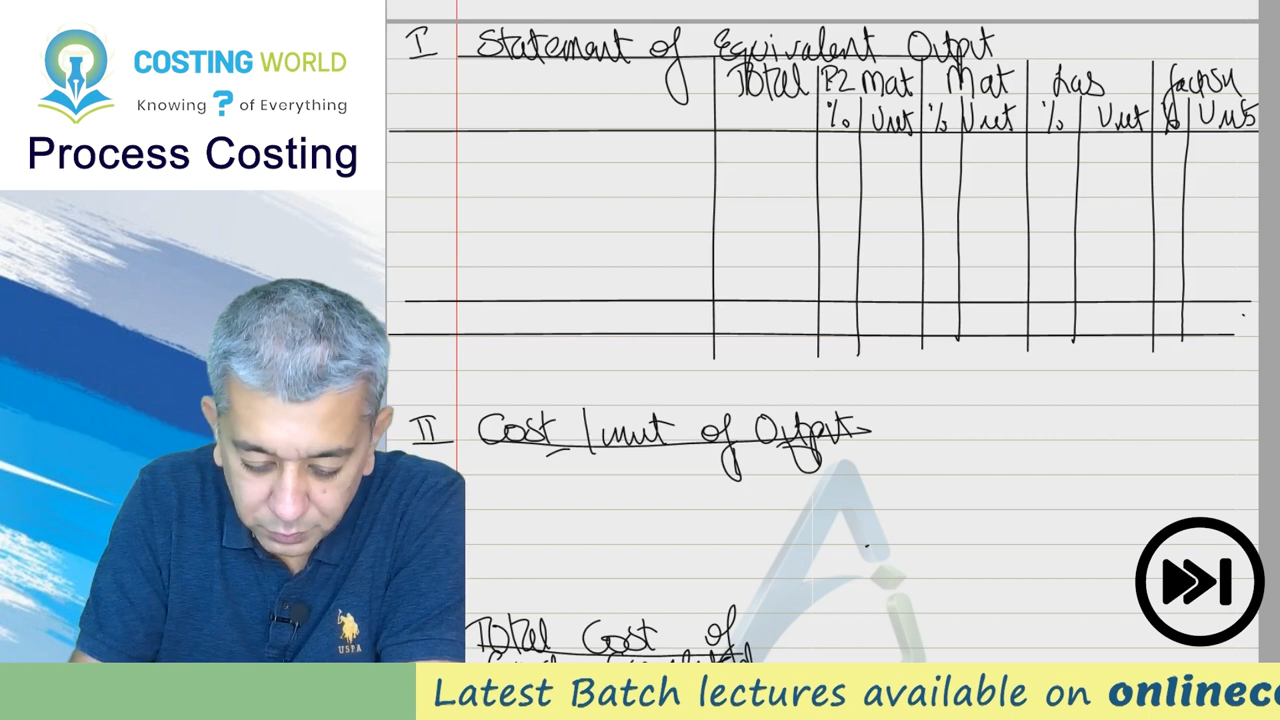 COSTING WORLD
Knowing ? of Everything
Process Costing
I Statement of Equivalent Output
Total P2 Mat Mat Lab
% Unit % Unit % Unit % Units
II Cost / unit of Output
Total Cost of
USPA
Latest Batch lectures available on onlinec